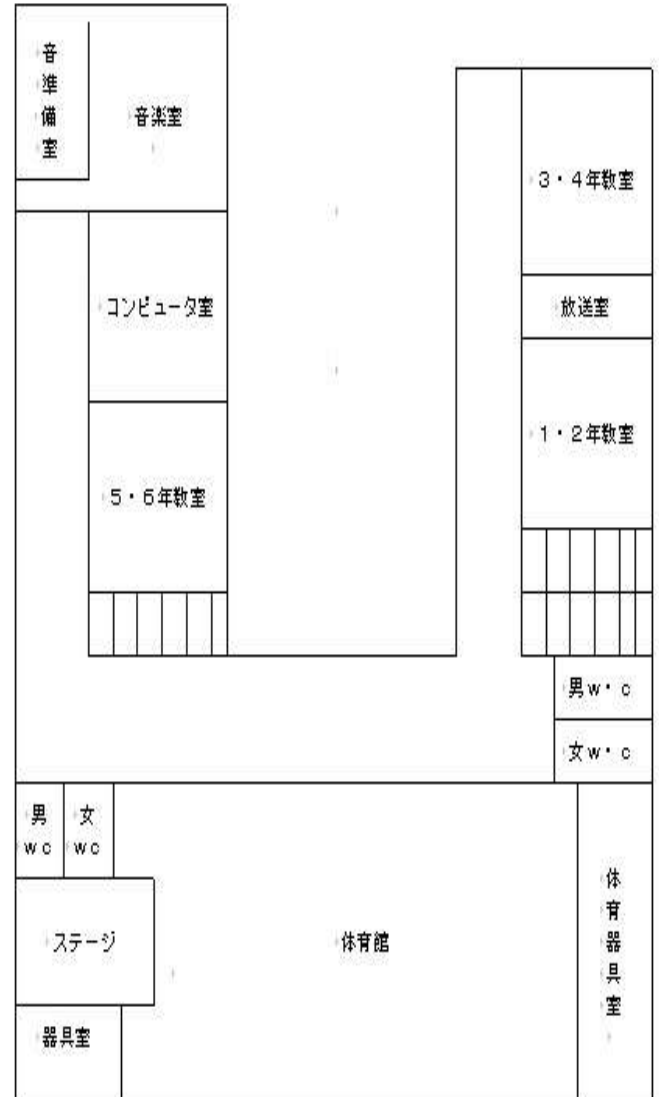 音準備室
音楽室
3・4年教室
コンピュータ室
放送室
1・2年教室
5・6年教室
男w・c
女w・c
男
wc
女
wc
ステージ
体育館
体育器具室
器具室